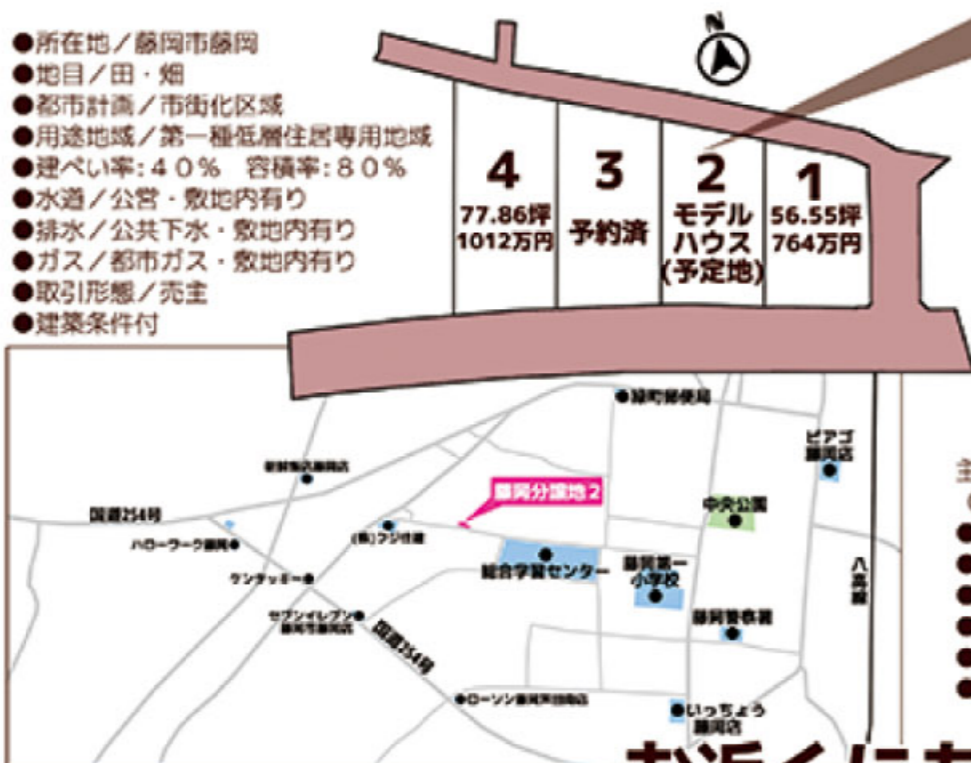 ●所在地／藤岡市藤岡
●地目／田・畑
●都市計画／市街化区域
●用途地域／第一種低層住居専用地域
●建ぺい率:40% 容積率:80%
●水道／公営・敷地内有り
●排水／公共下水・敷地内有り
●ガス／都市ガス・敷地内有り
●取引形態／売主
●建築条件付
N
4
77.86坪
1012万円
3
予約済
2
モデル
ハウス
(予定地)
1
56.55坪
764万円
緑町郵便局
ピアゴ
藤岡店
藤岡分譲地2
中央公園
国道254号
ハローワーク藤岡
(株)フジ住建
総合学習センター
藤岡第一
小学校
八高線
ケンタッキー
セブンイレブン
藤岡警察署
国道254号
いっちょう
藤岡店